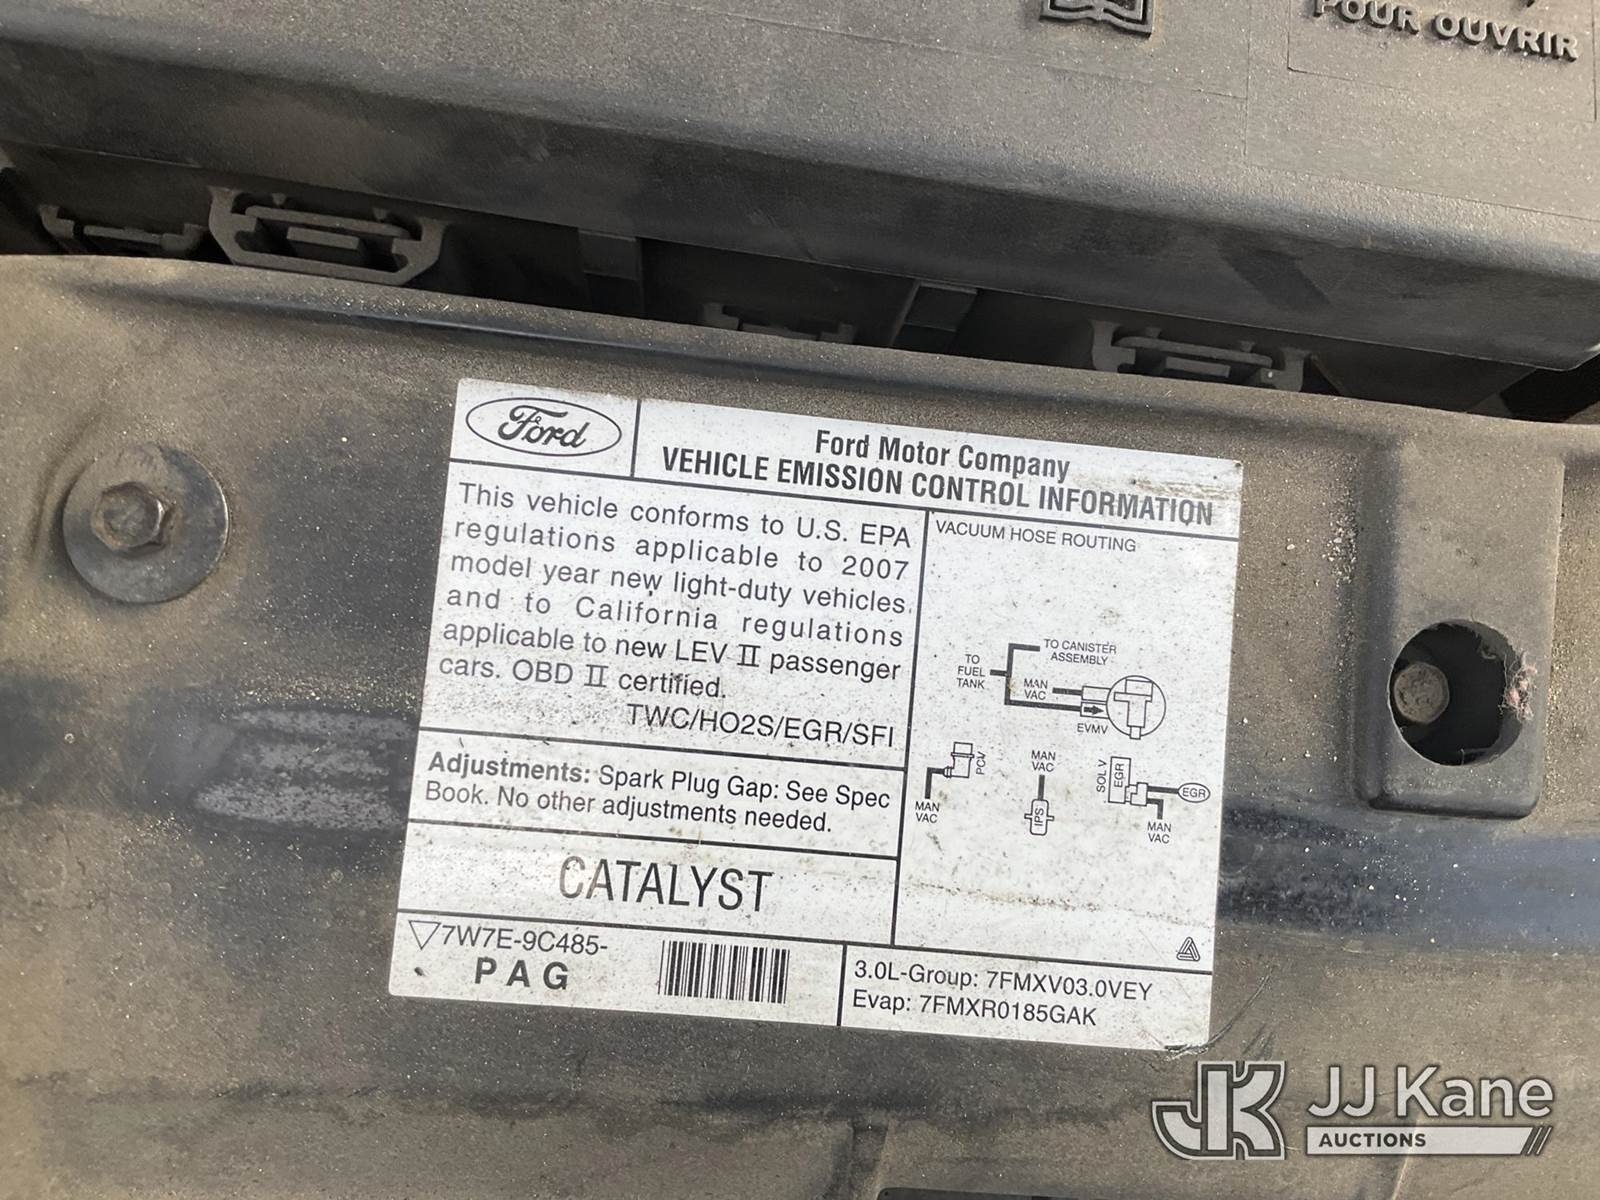 POUR OUVRIR
Ford
Ford Motor Company
VEHICLE EMISSION CONTROL INFORMATION
This vehicle conforms to U.S. EPA
regulations applicable to 2007
model year new light-duty vehicles
and to California regulations
applicable to new LEV II passenger
cars. OBD II certified.
TWC/HO2S/EGR/SFI
Adjustments: Spark Plug Gap: See Spec
Book. No other adjustments needed.
CATALYST
7W7E-9C485-
PAG
VACUUM HOSE ROUTING
TO CANISTER
ASSEMBLY
TO
FUEL
TANK
MAN
VAC
EVMV
PCV
MAN
VAC
MAN
VAC
IPS
SOL V
EGR
EGR
MAN
VAC
3.0L-Group: 7FMXV03.0VEY
Evap: 7FMXR0185GAK
JK
JJ Kane
AUCTIONS